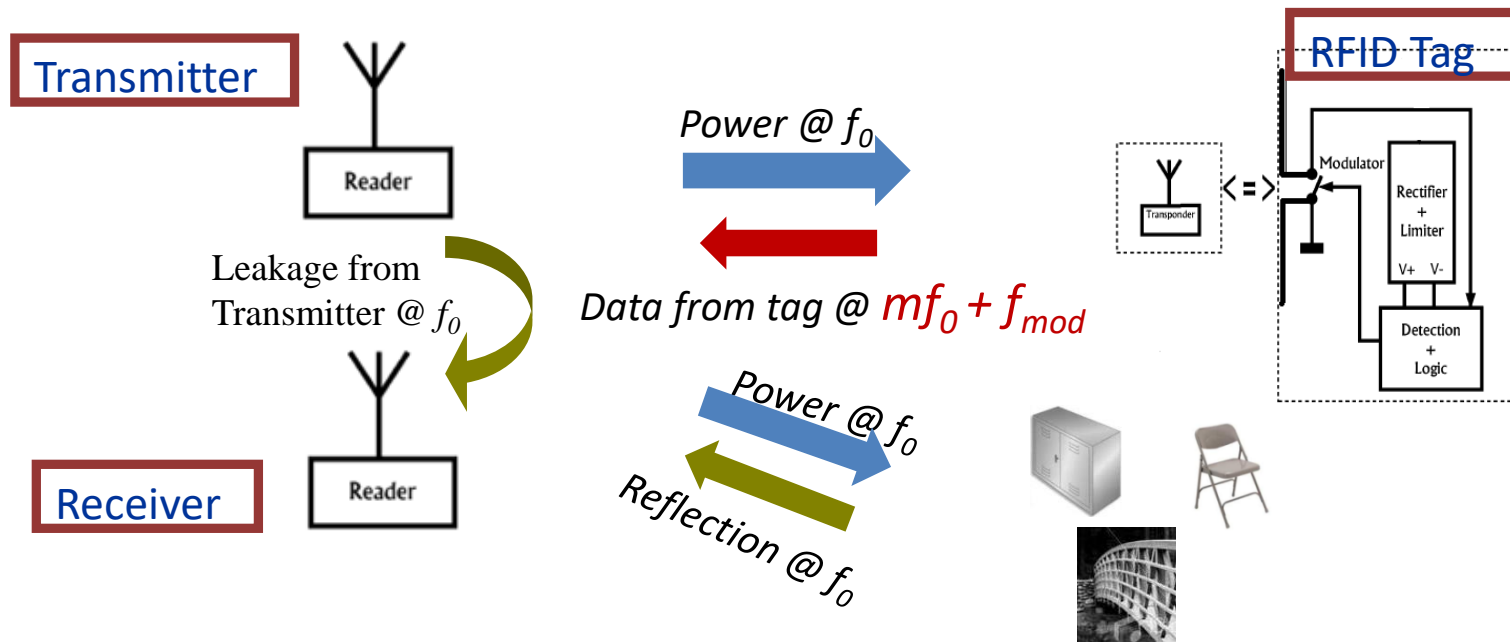 Transmitter
Reader
Power @ f₀
RFID Tag
Modulator
Rectifier
+
Limiter
V+ V-
Transponder
<=>
Detection
+
Logic
Leakage from
Transmitter @ f₀
Data from tag @ mf₀ + f_mod
Receiver
Reader
Power @ f₀
Reflection @ f₀